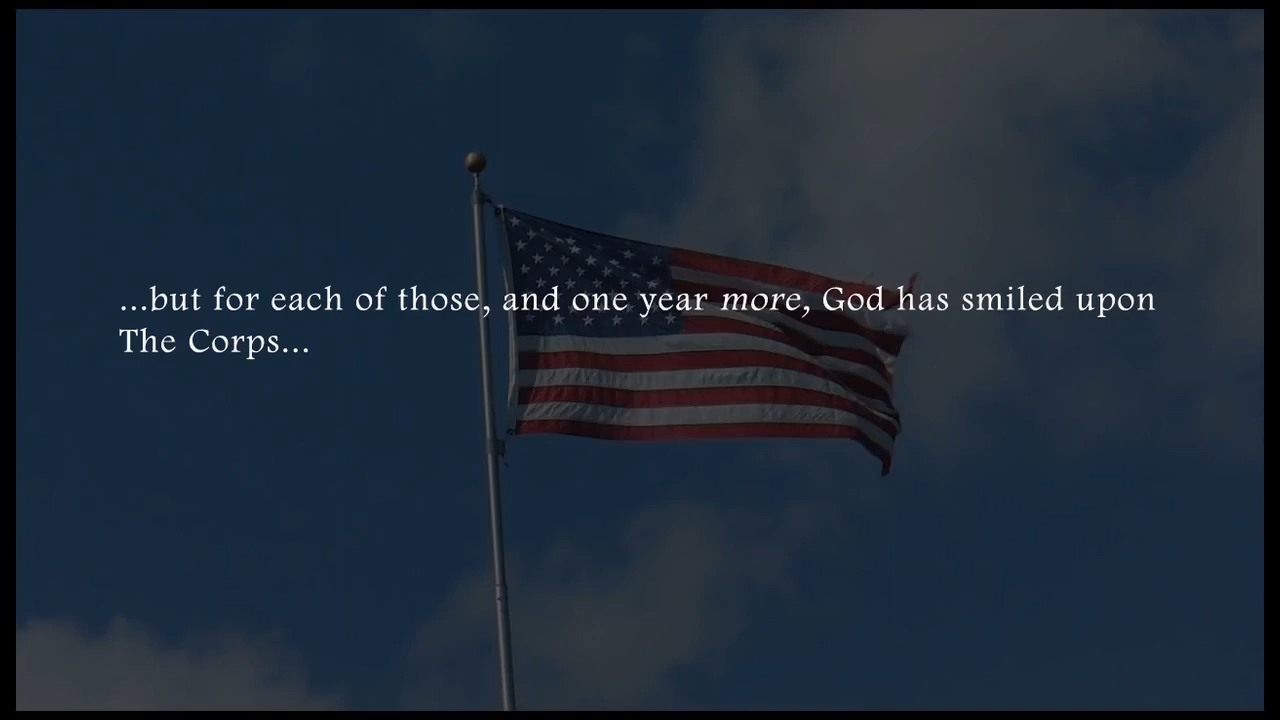 ...but for each of those, and one year more, God has smiled upon
The Corps...